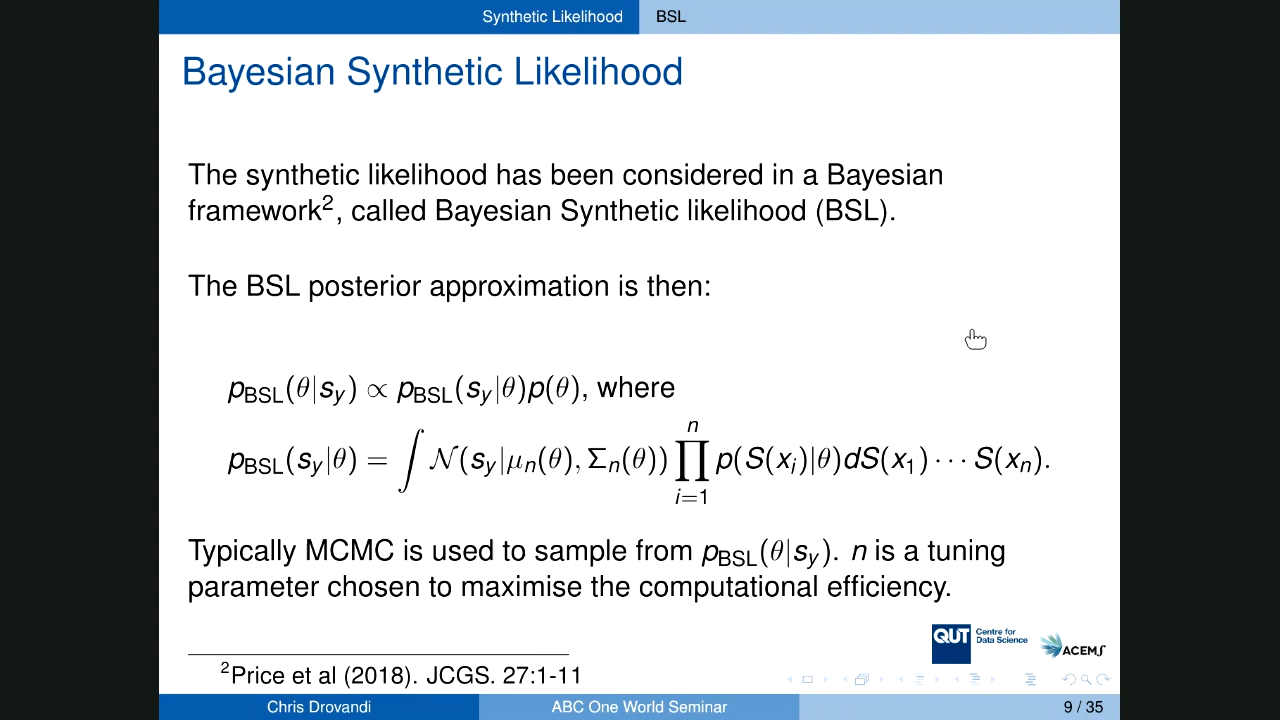 Synthetic Likelihood BSL
Bayesian Synthetic Likelihood
The synthetic likelihood has been considered in a Bayesian
framework², called Bayesian Synthetic likelihood (BSL).
The BSL posterior approximation is then:
p_BSL(θ|s_y) ∝ p_BSL(s_y|θ)p(θ), where
p_BSL(s_y|θ) = ∫ 𝒩(s_y|μ_n(θ), Σ_n(θ)) ∏_{i=1}^{n} p(S(x_i)|θ)dS(x_1) ⋯ S(x_n).
Typically MCMC is used to sample from p_BSL(θ|s_y). n is a tuning
parameter chosen to maximise the computational efficiency.
QUT Centre for
Data Science
ACEMS
²Price et al (2018). JCGS. 27:1-11
Chris Drovandi ABC One World Seminar 9 / 35